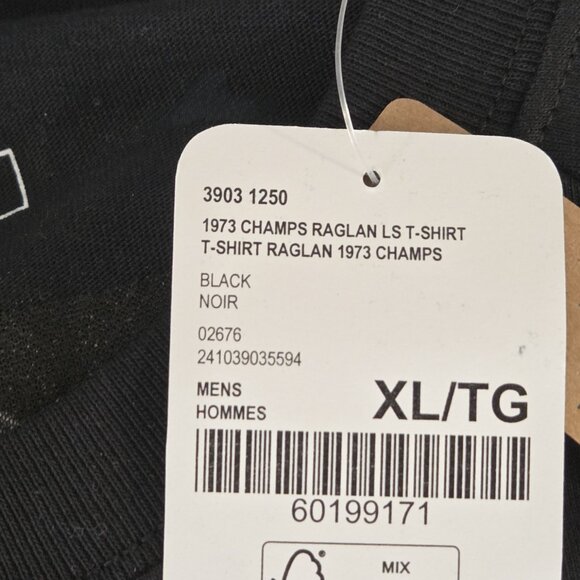 3903 1250
1973 CHAMPS RAGLAN LS T-SHIRT
T-SHIRT RAGLAN 1973 CHAMPS
BLACK
NOIR
02676
241039035594
MENS
HOMMES
XL/TG
60199171
MIX